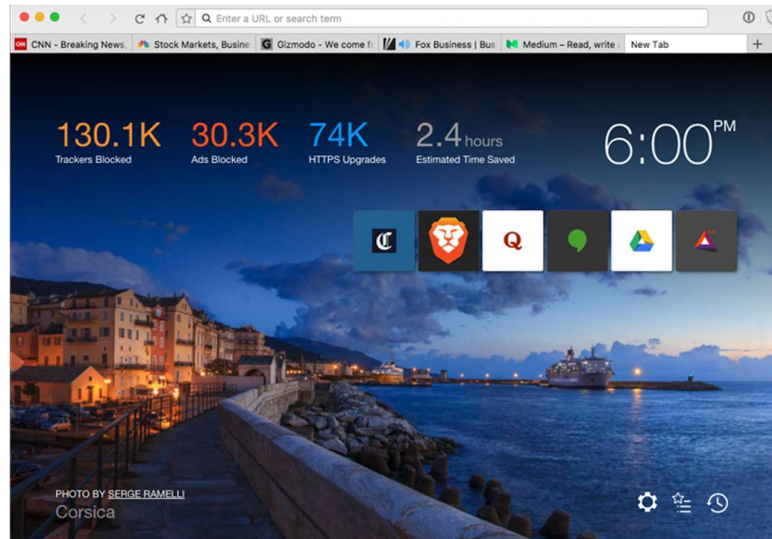 Enter a URL or search term
CNN - Breaking News,
Stock Markets, Busine
Gizmodo - We come f
Fox Business | Bus
Medium – Read, write
New Tab
130.1K
30.3K
74K
2.4 hours
6:00 PM
Trackers Blocked
Ads Blocked
HTTPS Upgrades
Estimated Time Saved
C
Q
PHOTO BY SERGE RAMELLI
Corsica